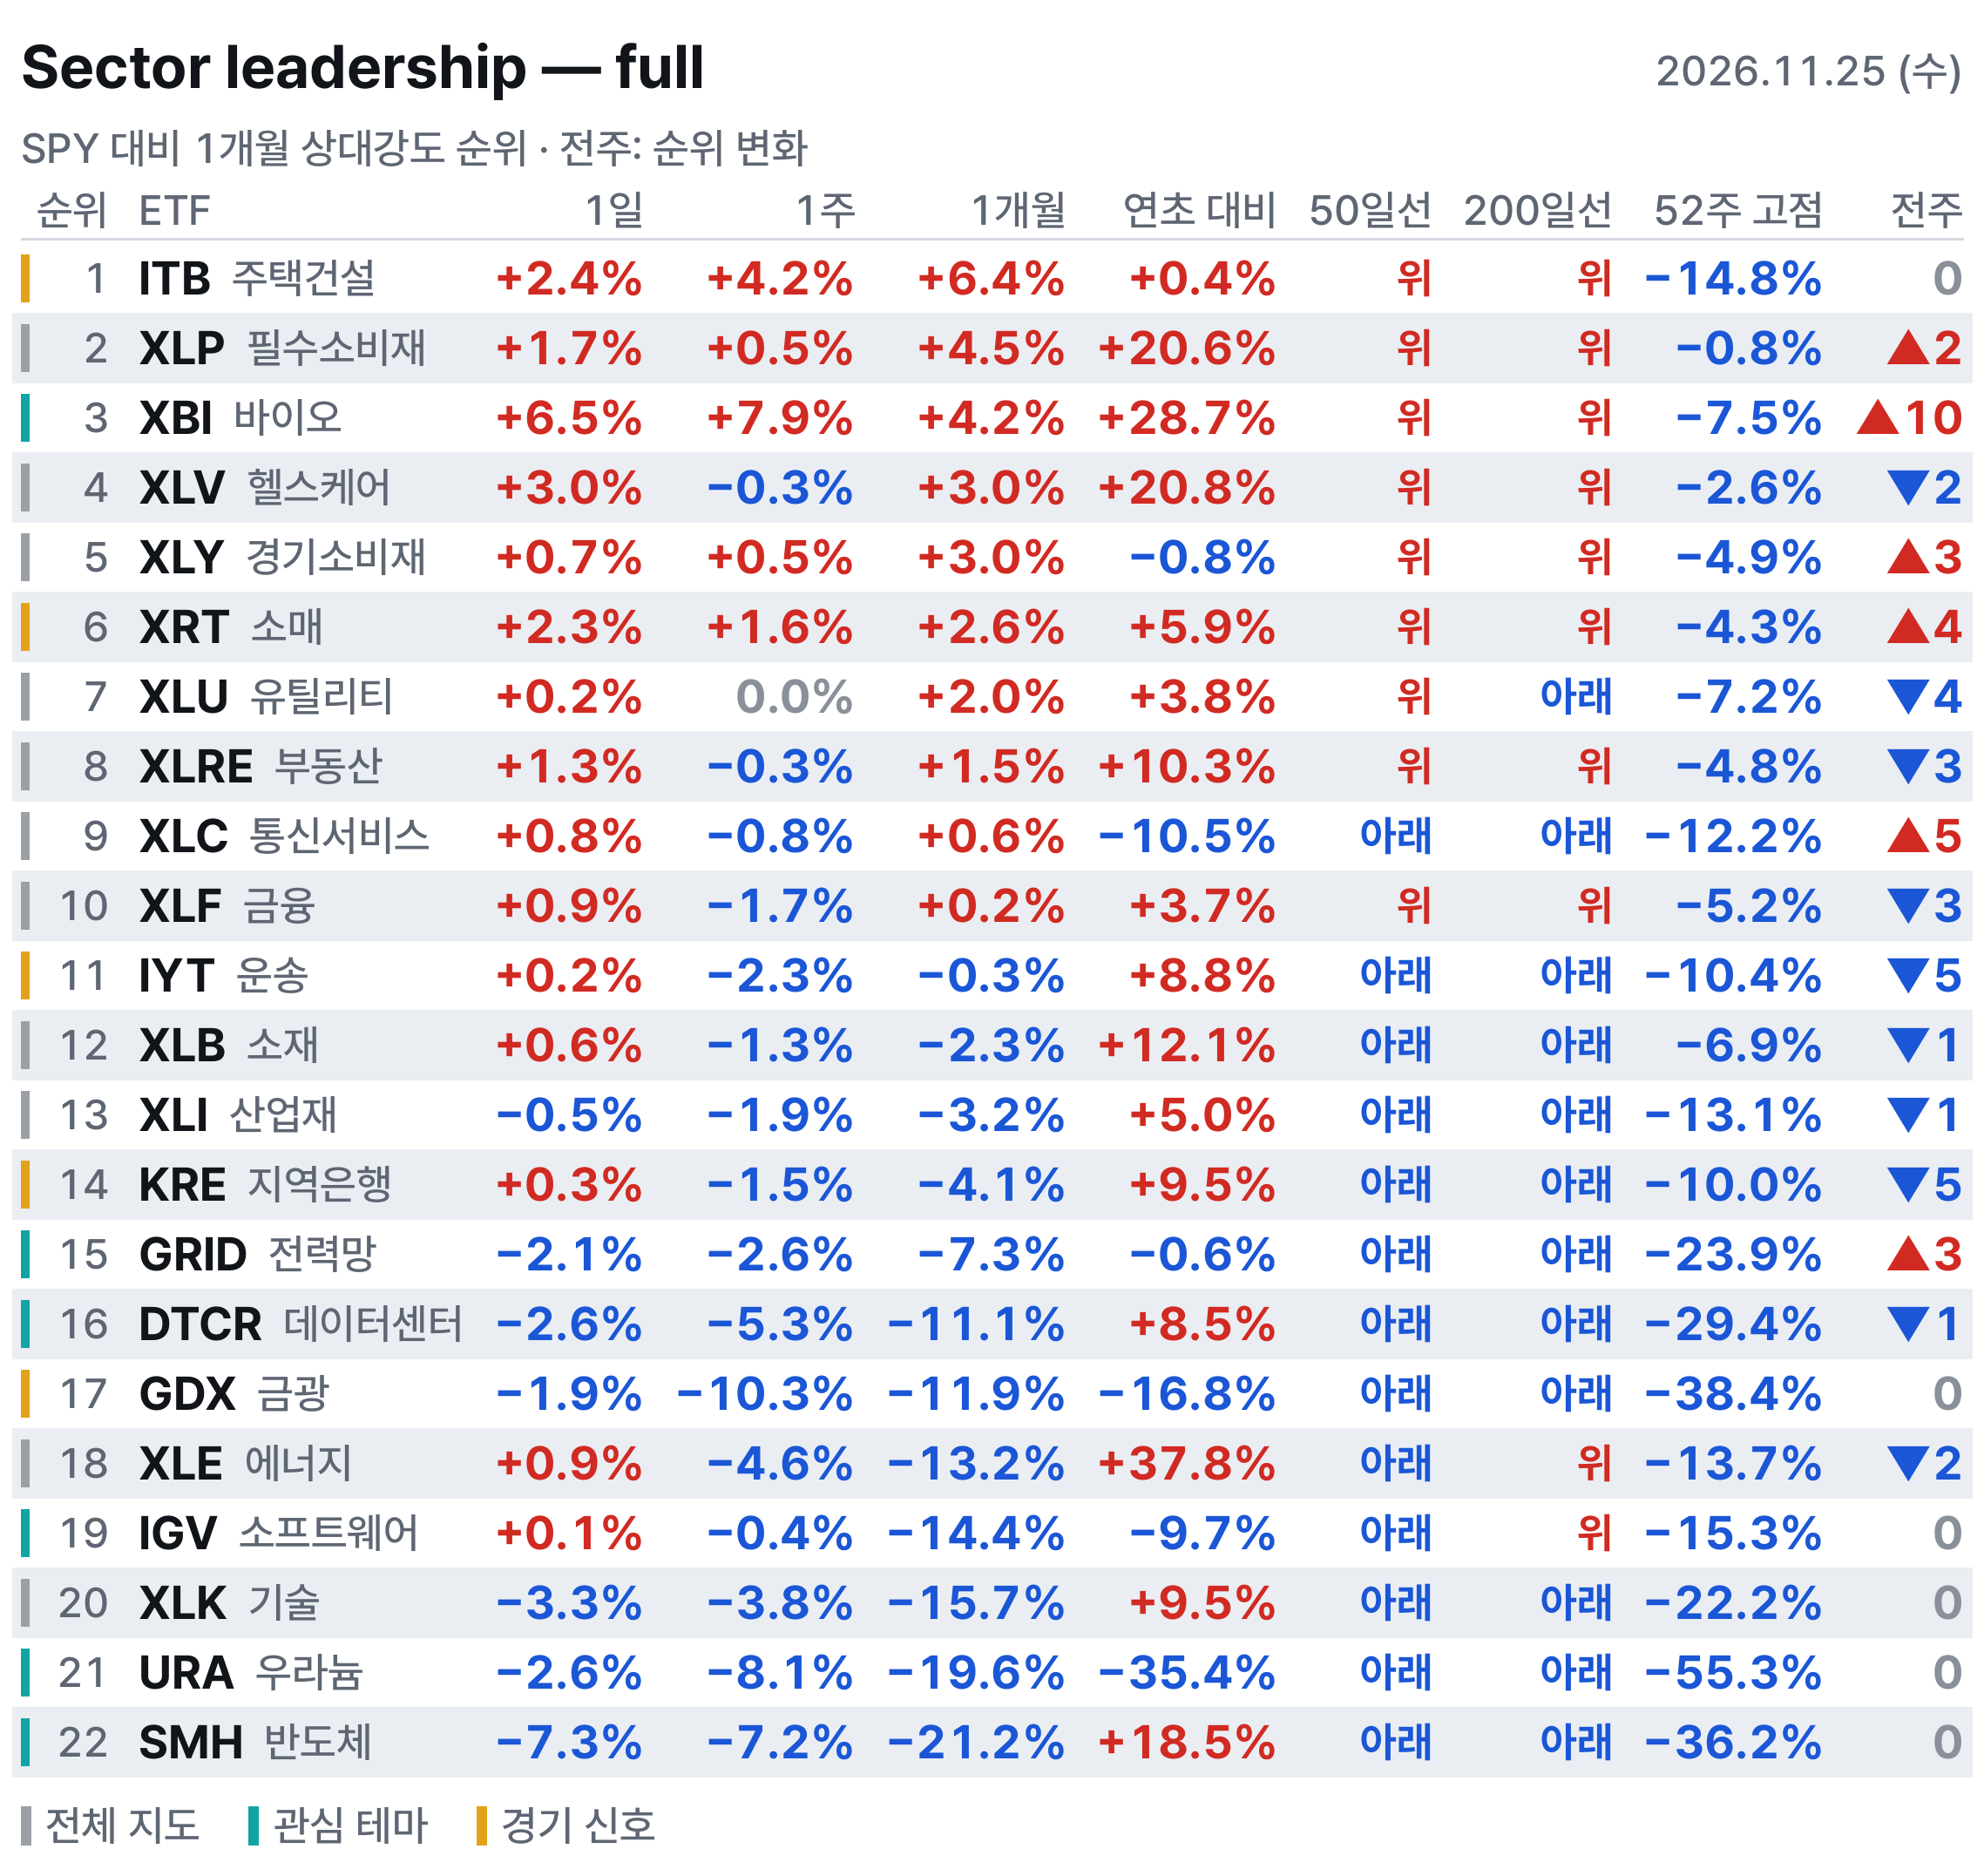 Sector leadership — full 2026.11.25 (수)
SPY 대비 1개월 상대강도 순위 · 전주: 순위 변화
순위 ETF 1일 1주 1개월 연초 대비 50일선 200일선 52주 고점 전주
1 ITB 주택건설 +2.4% +4.2% +6.4% +0.4% 위 위 −14.8% 0
2 XLP 필수소비재 +1.7% +0.5% +4.5% +20.6% 위 위 −0.8% ▲2
3 XBI 바이오 +6.5% +7.9% +4.2% +28.7% 위 위 −7.5% ▲10
4 XLV 헬스케어 +3.0% −0.3% +3.0% +20.8% 위 위 −2.6% ▼2
5 XLY 경기소비재 +0.7% +0.5% +3.0% −0.8% 위 위 −4.9% ▲3
6 XRT 소매 +2.3% +1.6% +2.6% +5.9% 위 위 −4.3% ▲4
7 XLU 유틸리티 +0.2% 0.0% +2.0% +3.8% 위 아래 −7.2% ▼4
8 XLRE 부동산 +1.3% −0.3% +1.5% +10.3% 위 위 −4.8% ▼3
9 XLC 통신서비스 +0.8% −0.8% +0.6% −10.5% 아래 아래 −12.2% ▲5
10 XLF 금융 +0.9% −1.7% +0.2% +3.7% 위 위 −5.2% ▼3
11 IYT 운송 +0.2% −2.3% −0.3% +8.8% 아래 아래 −10.4% ▼5
12 XLB 소재 +0.6% −1.3% −2.3% +12.1% 아래 아래 −6.9% ▼1
13 XLI 산업재 −0.5% −1.9% −3.2% +5.0% 아래 아래 −13.1% ▼1
14 KRE 지역은행 +0.3% −1.5% −4.1% +9.5% 아래 아래 −10.0% ▼5
15 GRID 전력망 −2.1% −2.6% −7.3% −0.6% 아래 아래 −23.9% ▲3
16 DTCR 데이터센터 −2.6% −5.3% −11.1% +8.5% 아래 아래 −29.4% ▼1
17 GDX 금광 −1.9% −10.3% −11.9% −16.8% 아래 아래 −38.4% 0
18 XLE 에너지 +0.9% −4.6% −13.2% +37.8% 아래 위 −13.7% ▼2
19 IGV 소프트웨어 +0.1% −0.4% −14.4% −9.7% 아래 위 −15.3% 0
20 XLK 기술 −3.3% −3.8% −15.7% +9.5% 아래 아래 −22.2% 0
21 URA 우라늄 −2.6% −8.1% −19.6% −35.4% 아래 아래 −55.3% 0
22 SMH 반도체 −7.3% −7.2% −21.2% +18.5% 아래 아래 −36.2% 0
전체 지도 관심 테마 경기 신호